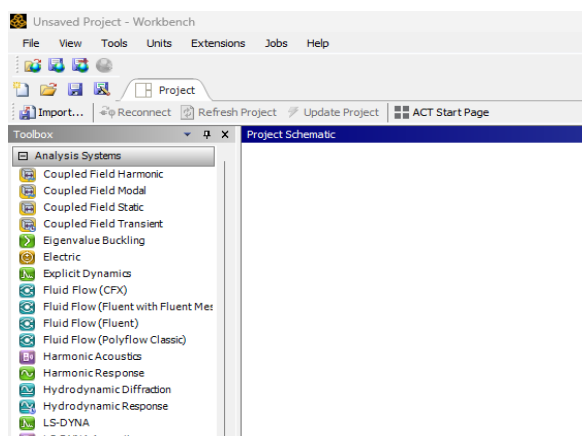 Unsaved Project - Workbench
File View Tools Units Extensions Jobs Help
Project
Import... Reconnect Refresh Project Update Project ACT Start Page
Toolbox
Project Schematic
Analysis Systems
Coupled Field Harmonic
Coupled Field Modal
Coupled Field Static
Coupled Field Transient
Eigenvalue Buckling
Electric
Explicit Dynamics
Fluid Flow (CFX)
Fluid Flow (Fluent with Fluent Mes
Fluid Flow (Fluent)
Fluid Flow (Polyflow Classic)
Harmonic Acoustics
Harmonic Response
Hydrodynamic Diffraction
Hydrodynamic Response
LS-DYNA